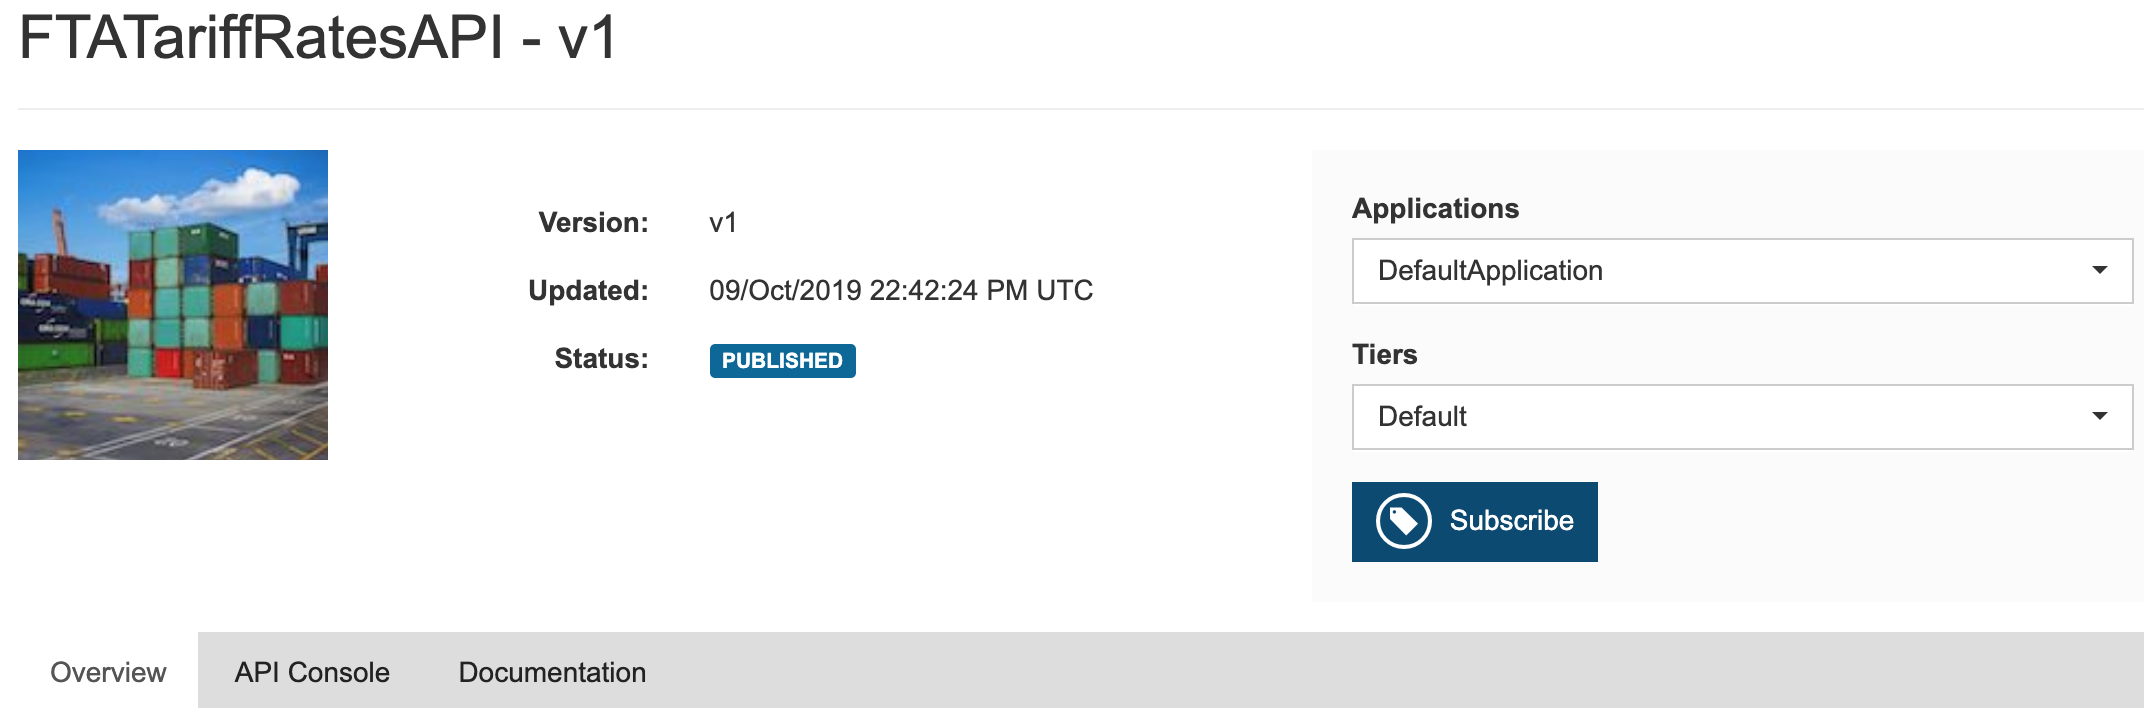 FTATariffRatesAPI - v1
Version: v1
Updated: 09/Oct/2019 22:42:24 PM UTC
Status: PUBLISHED
Applications
DefaultApplication
Tiers
Default
Subscribe
Overview API Console Documentation